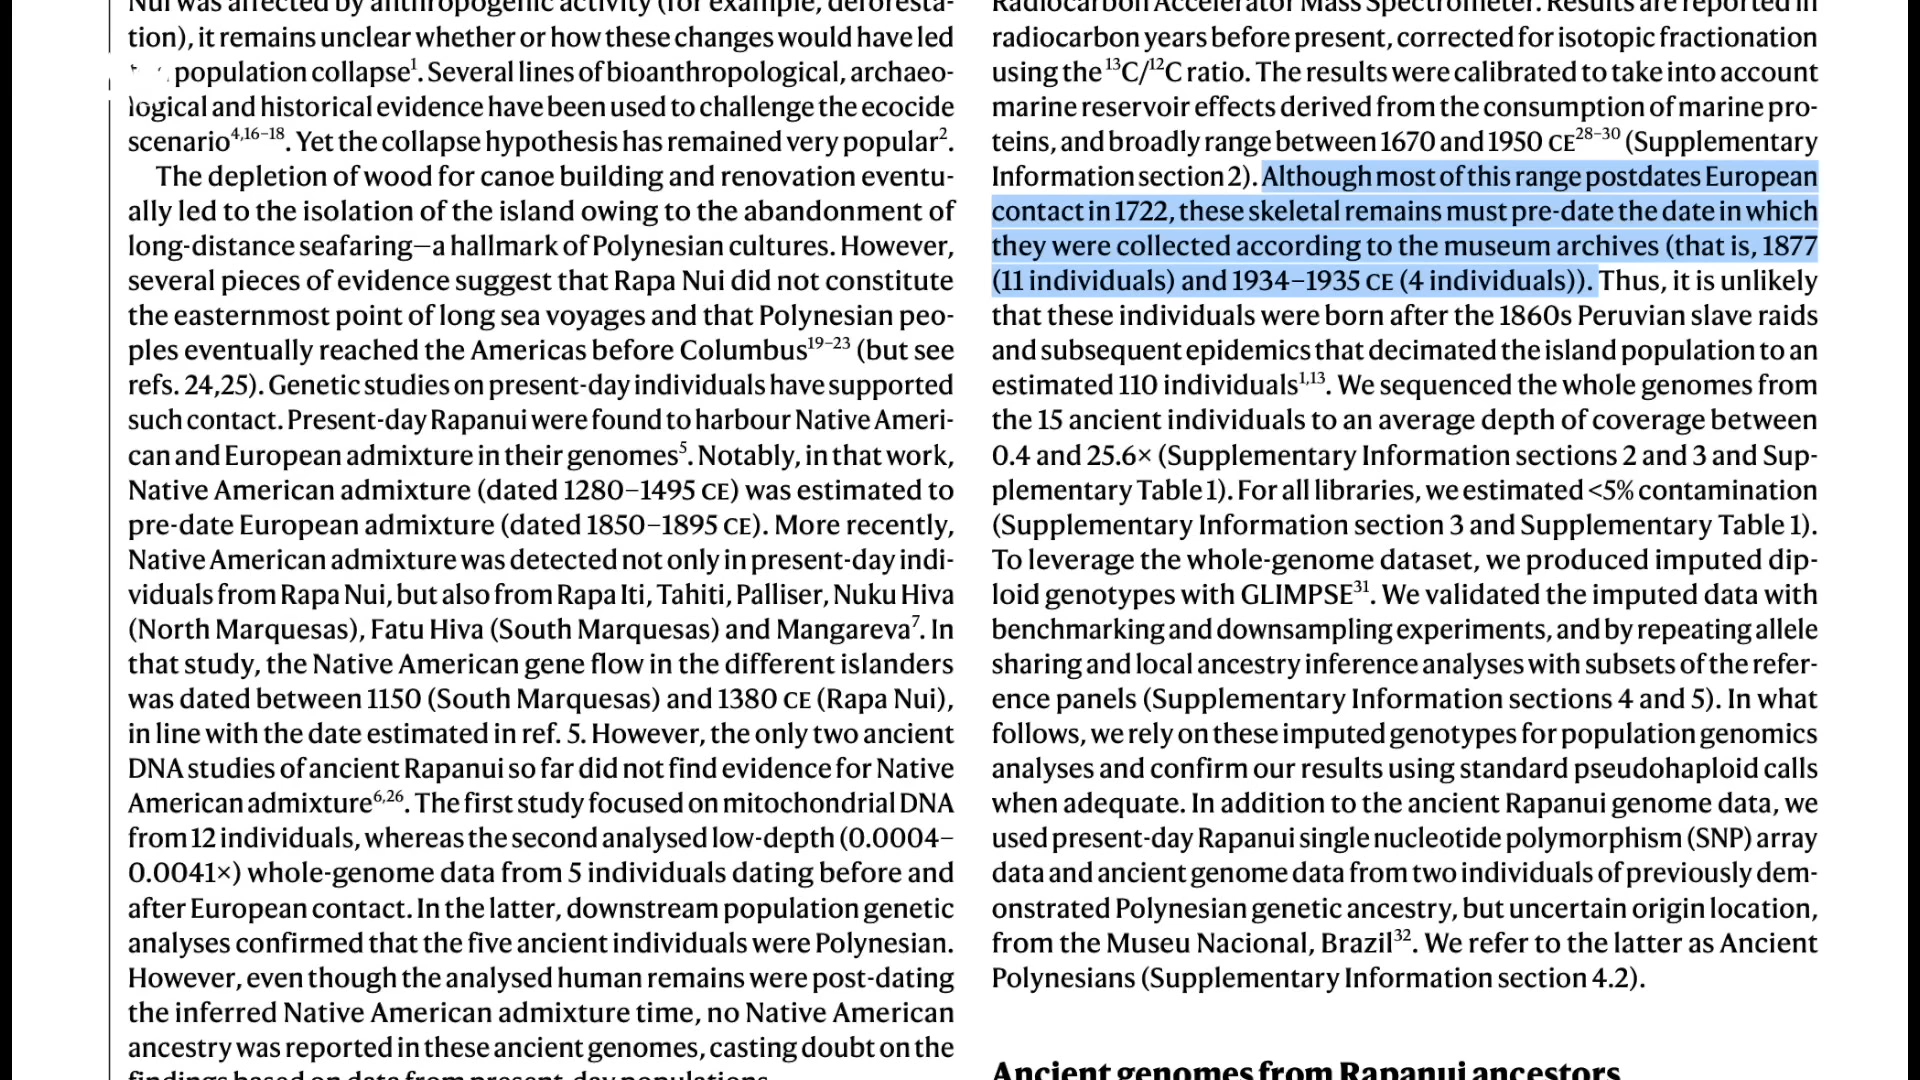 Nui was affected by anthropogenic activity (for example, deforesta-
tion), it remains unclear whether or how these changes would have led
population collapse1. Several lines of bioanthropological, archaeo-
logical and historical evidence have been used to challenge the ecocide
scenario4,16–18. Yet the collapse hypothesis has remained very popular2.
The depletion of wood for canoe building and renovation eventu-
ally led to the isolation of the island owing to the abandonment of
long-distance seafaring—a hallmark of Polynesian cultures. However,
several pieces of evidence suggest that Rapa Nui did not constitute
the easternmost point of long sea voyages and that Polynesian peo-
ples eventually reached the Americas before Columbus19–23 (but see
refs. 24,25). Genetic studies on present-day individuals have supported
such contact. Present-day Rapanui were found to harbour Native Ameri-
can and European admixture in their genomes5. Notably, in that work,
Native American admixture (dated 1280–1495 CE) was estimated to
pre-date European admixture (dated 1850–1895 CE). More recently,
Native American admixture was detected not only in present-day indi-
viduals from Rapa Nui, but also from Rapa Iti, Tahiti, Palliser, Nuku Hiva
(North Marquesas), Fatu Hiva (South Marquesas) and Mangareva7. In
that study, the Native American gene flow in the different islanders
was dated between 1150 (South Marquesas) and 1380 CE (Rapa Nui),
in line with the date estimated in ref. 5. However, the only two ancient
DNA studies of ancient Rapanui so far did not find evidence for Native
American admixture6,26. The first study focused on mitochondrial DNA
from 12 individuals, whereas the second analysed low-depth (0.0004–
0.0041×) whole-genome data from 5 individuals dating before and
after European contact. In the latter, downstream population genetic
analyses confirmed that the five ancient individuals were Polynesian.
However, even though the analysed human remains were post-dating
the inferred Native American admixture time, no Native American
ancestry was reported in these ancient genomes, casting doubt on the
findings based on data from present-day populations.
Radiocarbon Accelerator Mass Spectrometer. Results are reported in
radiocarbon years before present, corrected for isotopic fractionation
using the 13C/12C ratio. The results were calibrated to take into account
marine reservoir effects derived from the consumption of marine pro-
teins, and broadly range between 1670 and 1950 CE28–30 (Supplementary
Information section 2). Although most of this range postdates European
contact in 1722, these skeletal remains must pre-date the date in which
they were collected according to the museum archives (that is, 1877
(11 individuals) and 1934–1935 CE (4 individuals)). Thus, it is unlikely
that these individuals were born after the 1860s Peruvian slave raids
and subsequent epidemics that decimated the island population to an
estimated 110 individuals1,13. We sequenced the whole genomes from
the 15 ancient individuals to an average depth of coverage between
0.4 and 25.6× (Supplementary Information sections 2 and 3 and Sup-
plementary Table 1). For all libraries, we estimated <5% contamination
(Supplementary Information section 3 and Supplementary Table 1).
To leverage the whole-genome dataset, we produced imputed dip-
loid genotypes with GLIMPSE31. We validated the imputed data with
benchmarking and downsampling experiments, and by repeating allele
sharing and local ancestry inference analyses with subsets of the refer-
ence panels (Supplementary Information sections 4 and 5). In what
follows, we rely on these imputed genotypes for population genomics
analyses and confirm our results using standard pseudohaploid calls
when adequate. In addition to the ancient Rapanui genome data, we
used present-day Rapanui single nucleotide polymorphism (SNP) array
data and ancient genome data from two individuals of previously dem-
onstrated Polynesian genetic ancestry, but uncertain origin location,
from the Museu Nacional, Brazil32. We refer to the latter as Ancient
Polynesians (Supplementary Information section 4.2).
Ancient genomes from Rapanui ancestors